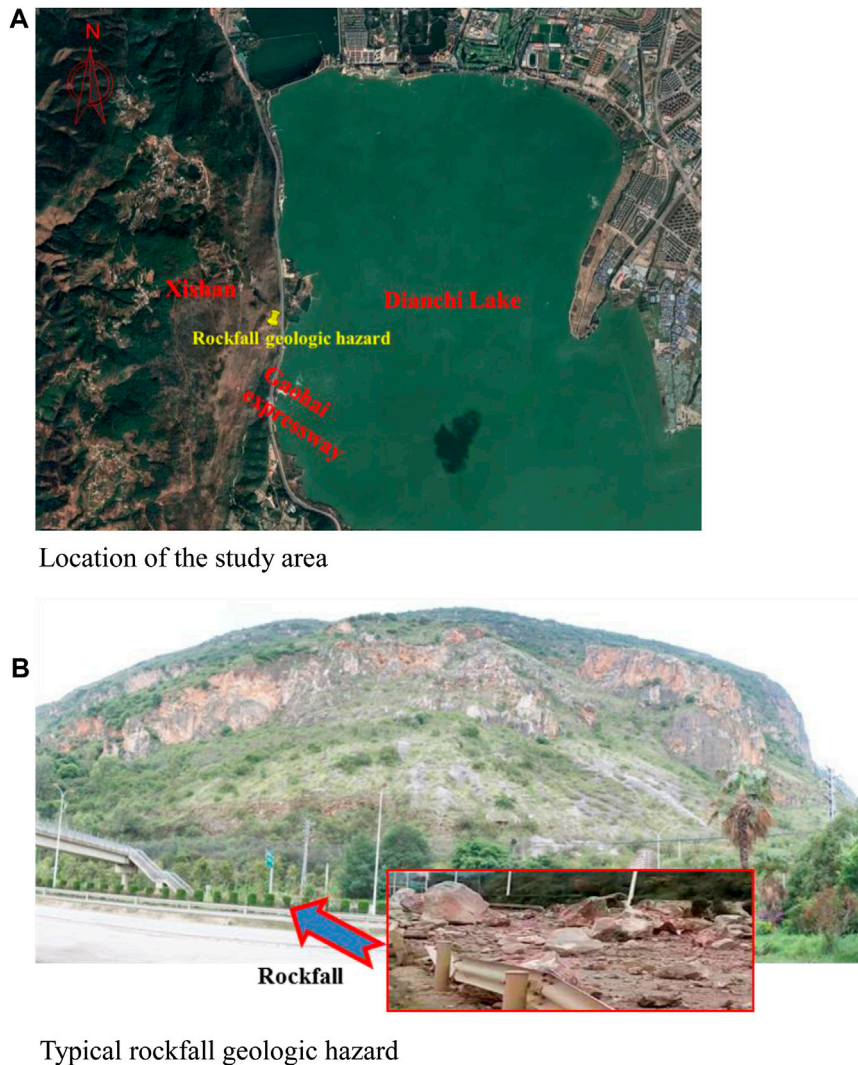 A
N
Xishan
Dianchi Lake
Rockfall geologic hazard
Gaohai
expressway
Location of the study area
B
Rockfall
Typical rockfall geologic hazard